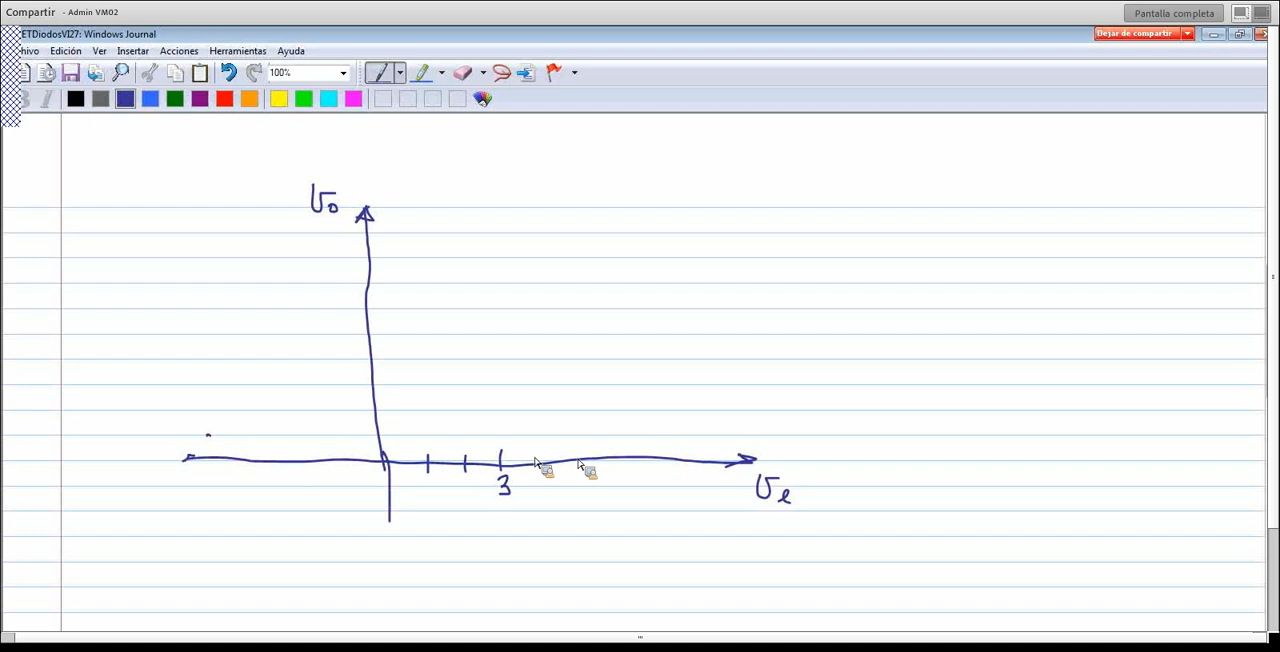 Compartir - Admin VM02
Pantalla completa
ETDiodosVI27: Windows Journal
Dejar de compartir
hivo Edición Ver Insertar Acciones Herramientas Ayuda
100%
Vo
3
Ve